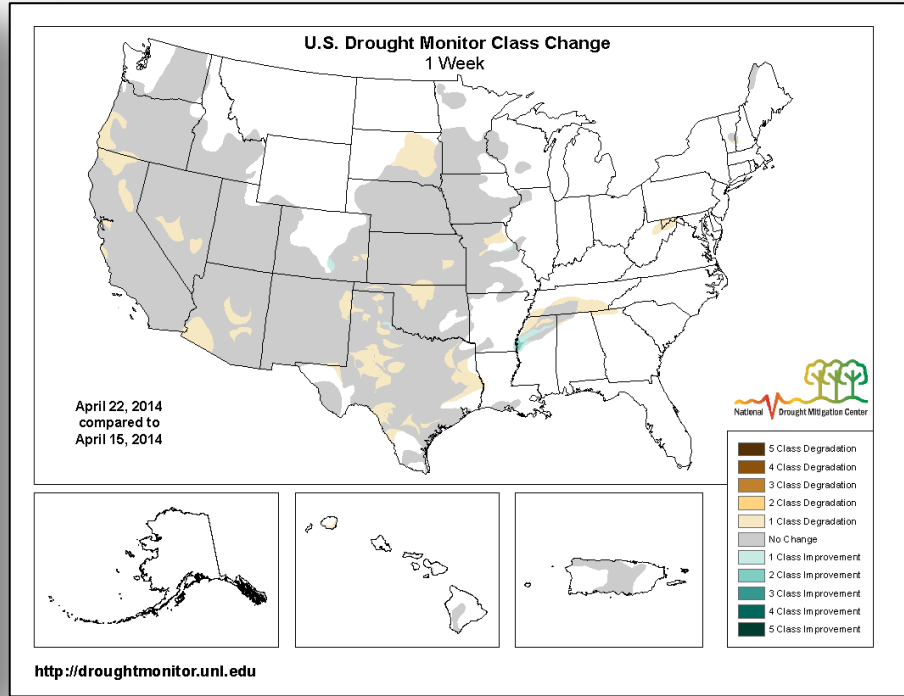 U.S. Drought Monitor Class Change
1 Week
April 22, 2014
compared to
April 15, 2014
National Drought Mitigation Center
5 Class Degradation
4 Class Degradation
3 Class Degradation
2 Class Degradation
1 Class Degradation
No Change
1 Class Improvement
2 Class Improvement
3 Class Improvement
4 Class Improvement
5 Class Improvement
http://droughtmonitor.unl.edu